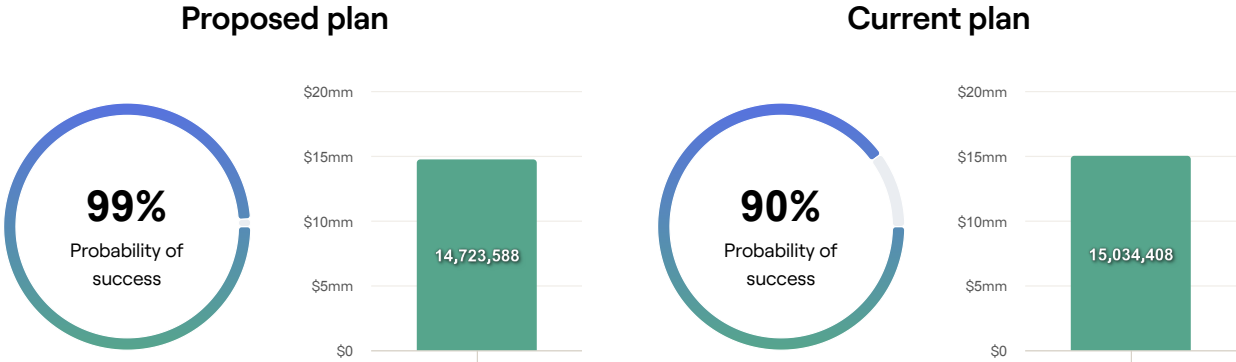 Proposed plan
99%
Probability of
success
$20mm
$15mm
$10mm
$5mm
$0
14,723,588
Current plan
90%
Probability of
success
$20mm
$15mm
$10mm
$5mm
$0
15,034,408